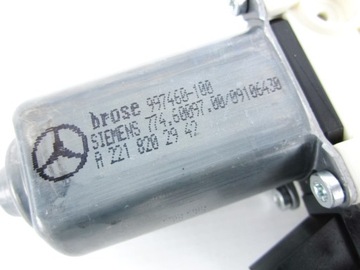 brose 997460-100
SIEMENS 774.60097.00/09106430
A 221 820 29 42